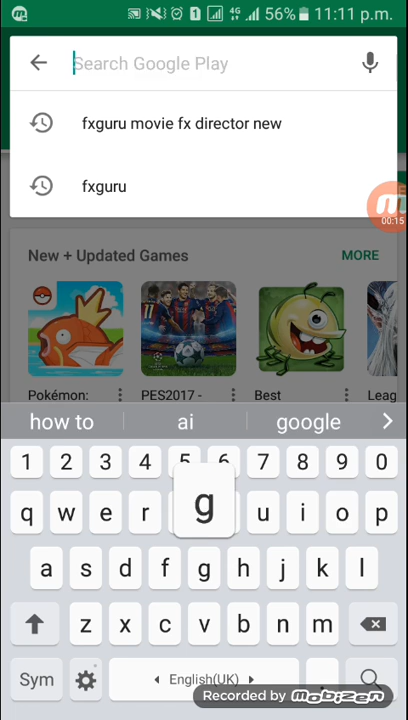 4G 56% 11:11 p.m.
Search Google Play
fxguru movie fx director new
fxguru
00:15
New + Updated Games MORE
Pokémon: PES2017 - Best Leag
how to ai google
1 2 3 4 5 6 7 8 9 0
q w e r g u i o p
a s d f g h j k l
z x c v b n m
Sym English(UK)
Recorded by mobizen